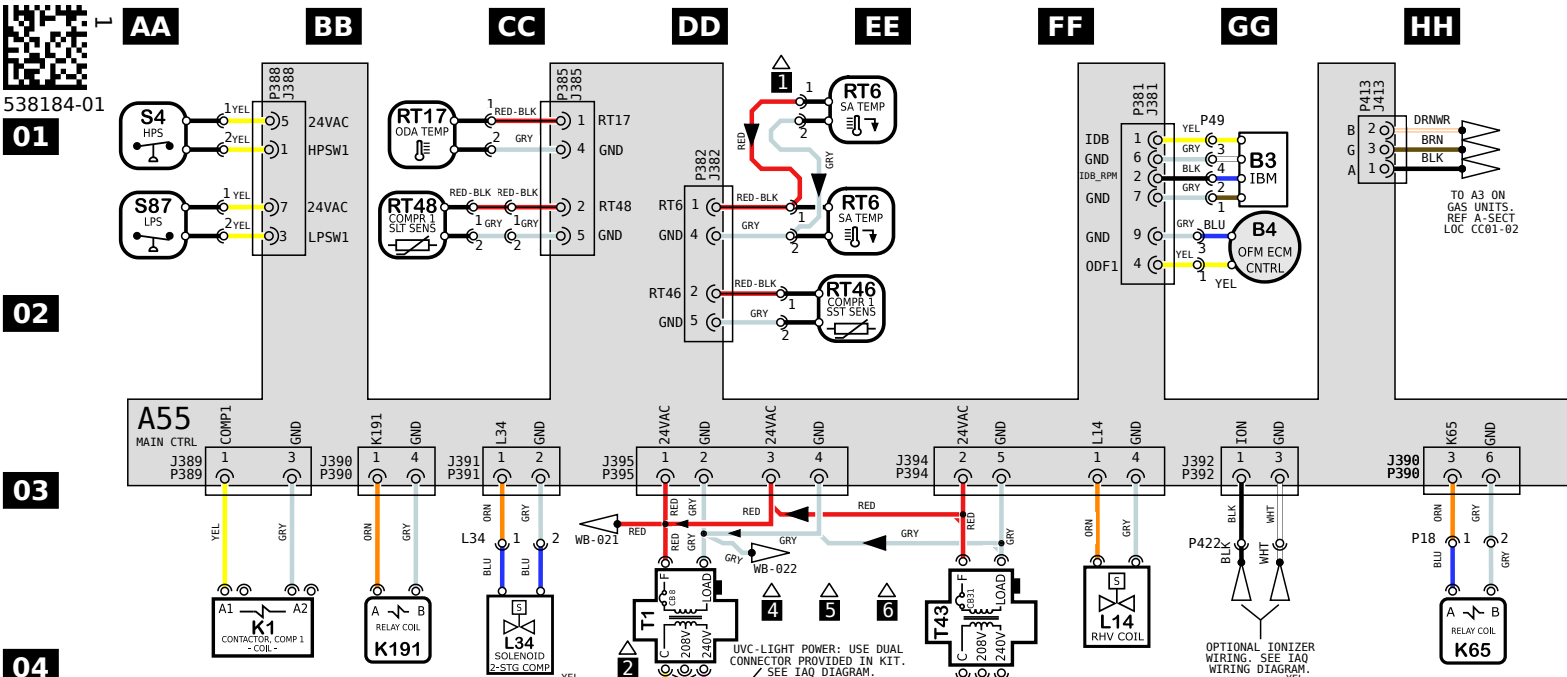 1
AA BB CC DD EE FF GG HH
538184-01
01
02
03
04
S4
HPS
1 YEL
2 YEL
P388
J388
5 24VAC
1 HPSW1
S87
LPS
1 YEL
2 YEL
7 24VAC
3 LPSW1
RT17
ODA TEMP
1 RED-BLK
2 GRY
P385
J385
1 RT17
4 GND
RT48
COMPR 1
SLT SENS
RED-BLK RED-BLK
1 GRY 1 GRY
2 2
2 RT48
5 GND
P382
J382
RT6 1 RED-BLK
GND 4 GRY
RT46 2 RED-BLK
GND 5 GRY
1
RED
GRY
1
2
RT6
SA TEMP
1
2
RT6
SA TEMP
1
2
RT46
COMPR 1
SST SENS
P381
J381
IDB 1 YEL P49
GND 6 GRY 3
IDB_RPM 2 BLK 4
GND 7 GRY 2
1
B3
IBM
GND 9 GRY BLU
3
ODF1 4 YEL
1 YEL
B4
OFM ECM
CNTRL
P413
J413
B 2 DRNWR
G 3 BRN
A 1 BLK
TO A3 ON
GAS UNITS.
REF A-SECT
LOC CC01-02
A55
MAIN CTRL
COMP1 GND
J389 1 3
P389
YEL GRY
A1 A2
K1
CONTACTOR, COMP 1
- COIL -
K191 GND
J390 1 4
P390
ORN GRY
A B
RELAY COIL
K191
L34 GND
J391 1 2
P391
ORN GRY
L34 1 2
BLU BLU
S
L34
SOLENOID
2-STG COMP
24VAC GND 24VAC GND
J395 1 2 3 4
P395
RED GRY
RED RED RED
WB-021
RED GRY GRY GRY
GRY
WB-022
F LOAD
CB8
T1
C 208V 240V
2
4 5 6
UVC-LIGHT POWER: USE DUAL
CONNECTOR PROVIDED IN KIT.
SEE IAQ DIAGRAM.
24VAC GND
J394 2 5
P394
RED GRY
F LOAD
CB31
T43
C 208V 240V
L14 GND
1 4
ORN GRY
S
L14
RHV COIL
ION GND
J392 1 3
P392
BLK WHT
P422
BLK WHT
OPTIONAL IONIZER
WIRING. SEE IAQ
WIRING DIAGRAM.
K65 GND
J390 3 6
P390
ORN GRY
P18 1 2
BLU GRY
A B
RELAY COIL
K65